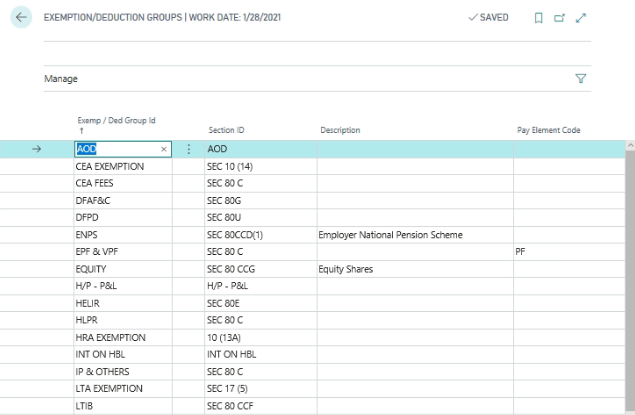 EXEMPTION/DEDUCTION GROUPS | WORK DATE: 1/28/2021 SAVED
Manage
Exemp / Ded Group Id Section ID Description Pay Element Code
AOD AOD
CEA EXEMPTION SEC 10 (14)
CEA FEES SEC 80 C
DFAF&C SEC 80G
DFPD SEC 80U
ENPS SEC 80CCD(1) Employer National Pension Scheme
EPF & VPF SEC 80 C PF
EQUITY SEC 80 CCG Equity Shares
H/P - P&L H/P - P&L
HELIR SEC 80E
HLPR SEC 80 C
HRA EXEMPTION 10 (13A)
INT ON HBL INT ON HBL
IP & OTHERS SEC 80 C
LTA EXEMPTION SEC 17 (5)
LTIB SEC 80 CCF